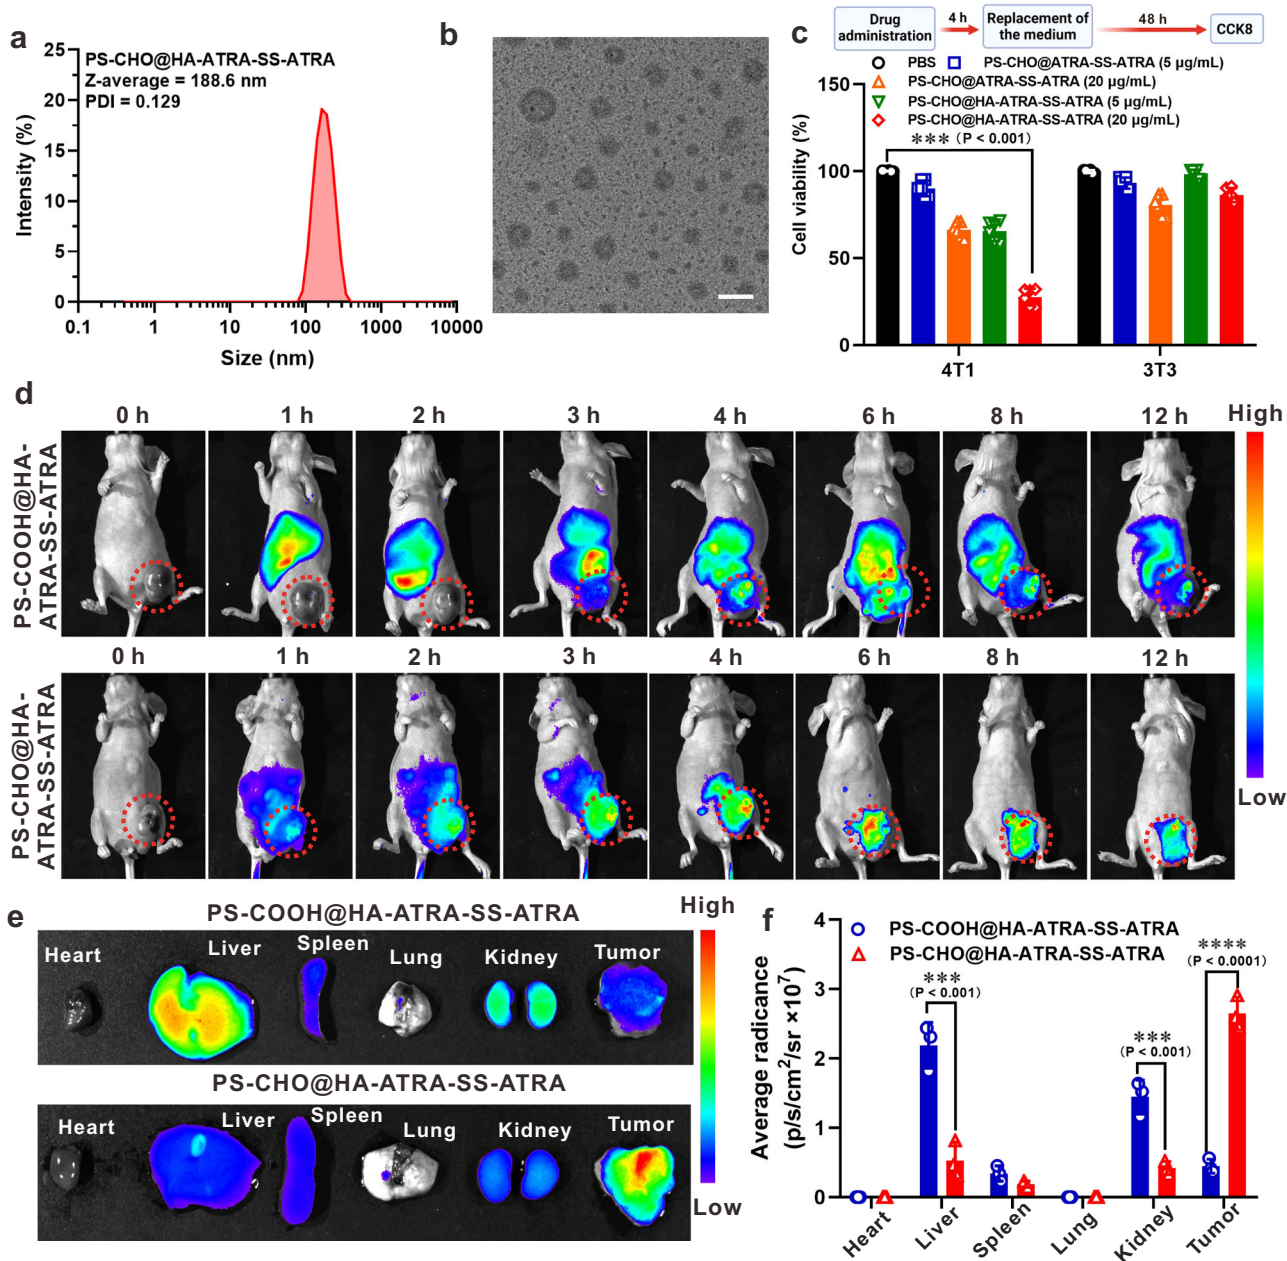 a
PS-CHO@HA-ATRA-SS-ATRA
Z-average = 188.6 nm
PDI = 0.129
Intensity (%)
25
20
15
10
5
0
0.1 1 10 100 1000 10000
Size (nm)
b
c
Drug administration
4 h
Replacement of the medium
48 h
CCK8
PBS PS-CHO@ATRA-SS-ATRA (5 μg/mL)
PS-CHO@ATRA-SS-ATRA (20 μg/mL)
PS-CHO@HA-ATRA-SS-ATRA (5 μg/mL)
PS-CHO@HA-ATRA-SS-ATRA (20 μg/mL)
*** (P < 0.001)
Cell viability (%)
150
100
50
0
4T1 3T3
d
0 h 1 h 2 h 3 h 4 h 6 h 8 h 12 h
PS-COOH@HA-
ATRA-SS-ATRA
High
0 h 1 h 2 h 3 h 4 h 6 h 8 h 12 h
PS-CHO@HA-
ATRA-SS-ATRA
Low
e
PS-COOH@HA-ATRA-SS-ATRA
High
Heart Liver Spleen Lung Kidney Tumor
PS-CHO@HA-ATRA-SS-ATRA
Heart Liver Spleen Lung Kidney Tumor
Low
f
PS-COOH@HA-ATRA-SS-ATRA
PS-CHO@HA-ATRA-SS-ATRA
*** (P < 0.001)
*** (P < 0.001)
**** (P < 0.0001)
Average radicance
(p/s/cm²/sr ×10⁷)
4
3
2
1
0
Heart Liver Spleen Lung Kidney Tumor